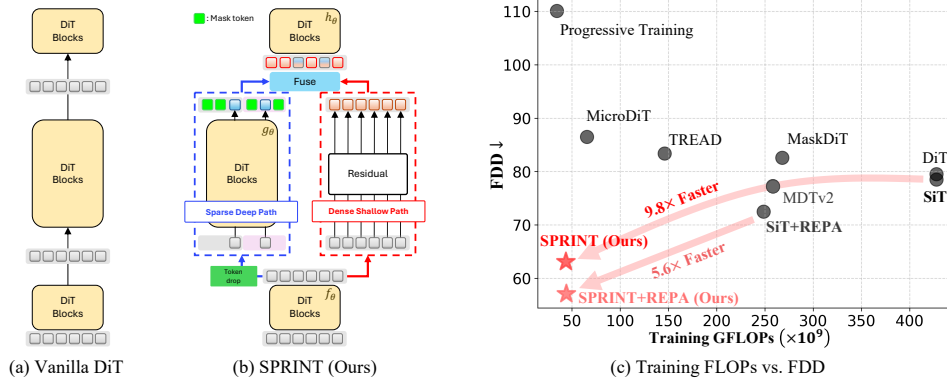 DiT
Blocks
DiT
Blocks
DiT
Blocks
(a) Vanilla DiT
: Mask token
DiT
Blocks
hθ
Fuse
gθ
DiT
Blocks
Residual
Sparse Deep Path
Dense Shallow Path
Token
drop
fθ
DiT
Blocks
(b) SPRINT (Ours)
FDD ↓
110
100
90
80
70
60
Progressive Training
MicroDiT
TREAD
MaskDiT
DiT
MDTv2
SiT
9.8× Faster
SiT+REPA
SPRINT (Ours)
5.6× Faster
SPRINT+REPA (Ours)
50 100 150 200 250 300 350 400
Training GFLOPS (×10⁹)
(c) Training FLOPs vs. FDD